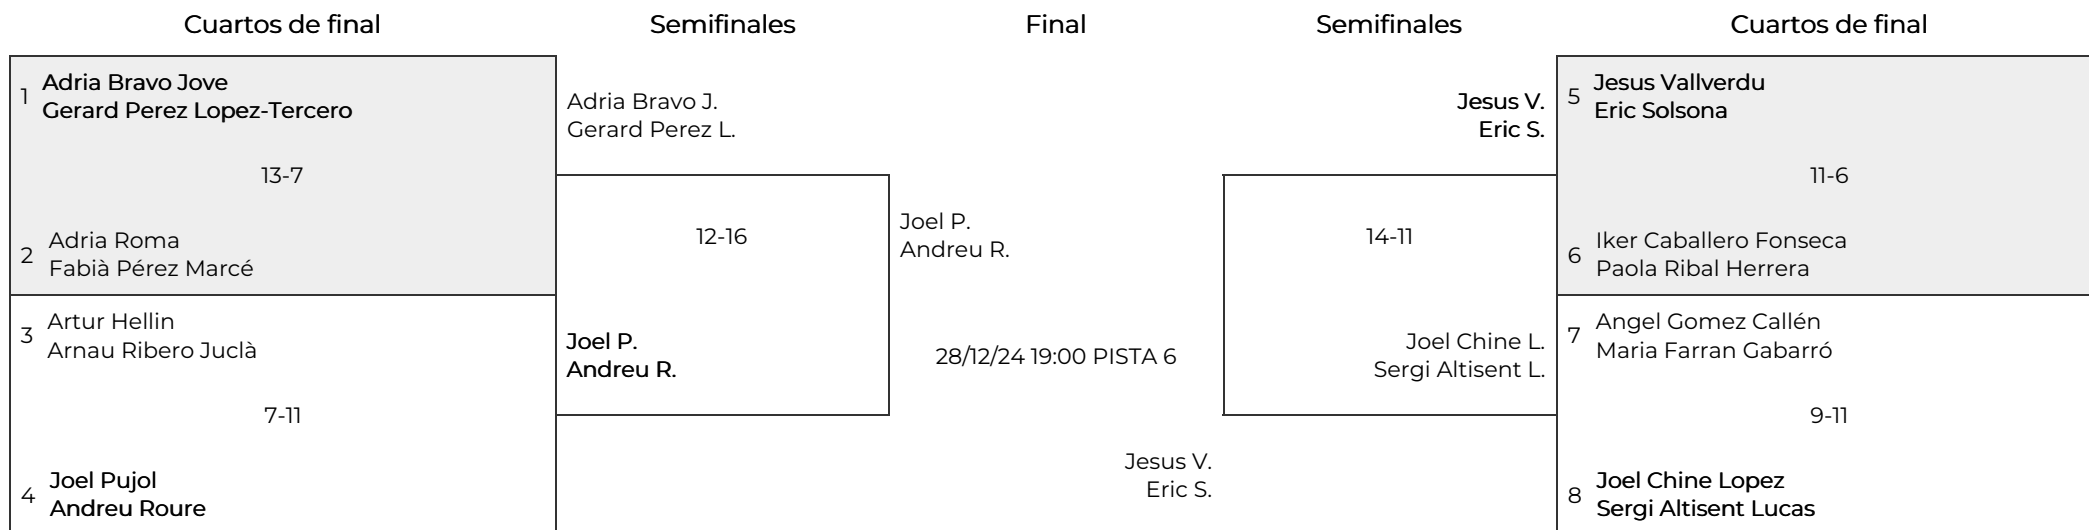 Cuartos de final
Semifinales
Final
Semifinales
Cuartos de final
1
Adria Bravo Jove
Gerard Perez Lopez-Tercero
13-7
2
Adria Roma
Fabià Pérez Marcé
3
Artur Hellin
Arnau Ribero Juclà
7-11
4
Joel Pujol
Andreu Roure
Adria Bravo J.
Gerard Perez L.
12-16
Joel P.
Andreu R.
Joel P.
Andreu R.
28/12/24 19:00 PISTA 6
Jesus V.
Eric S.
Jesus V.
Eric S.
14-11
Joel Chine L.
Sergi Altisent L.
5
Jesus Vallverdu
Eric Solsona
11-6
6
Iker Caballero Fonseca
Paola Ribal Herrera
7
Angel Gomez Callén
Maria Farran Gabarró
9-11
8
Joel Chine Lopez
Sergi Altisent Lucas